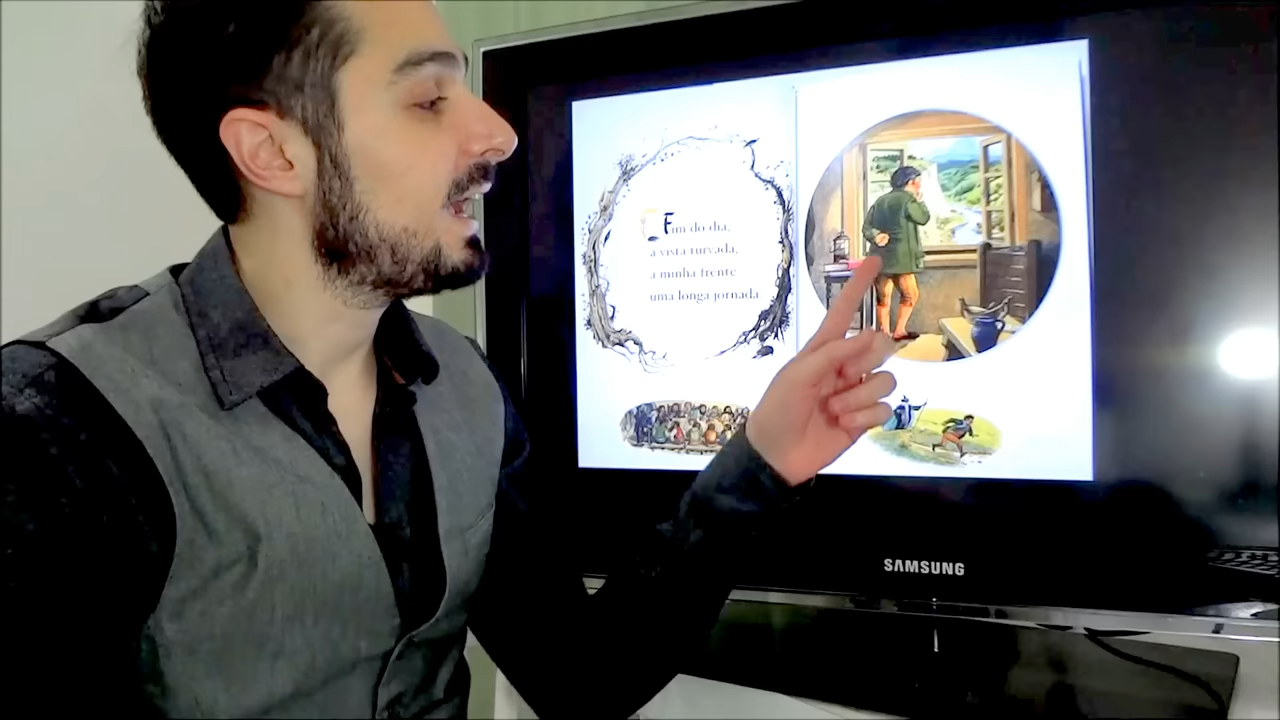 Fim do dia,
a vista turvada,
a minha frente
uma longa jornada
SAMSUNG